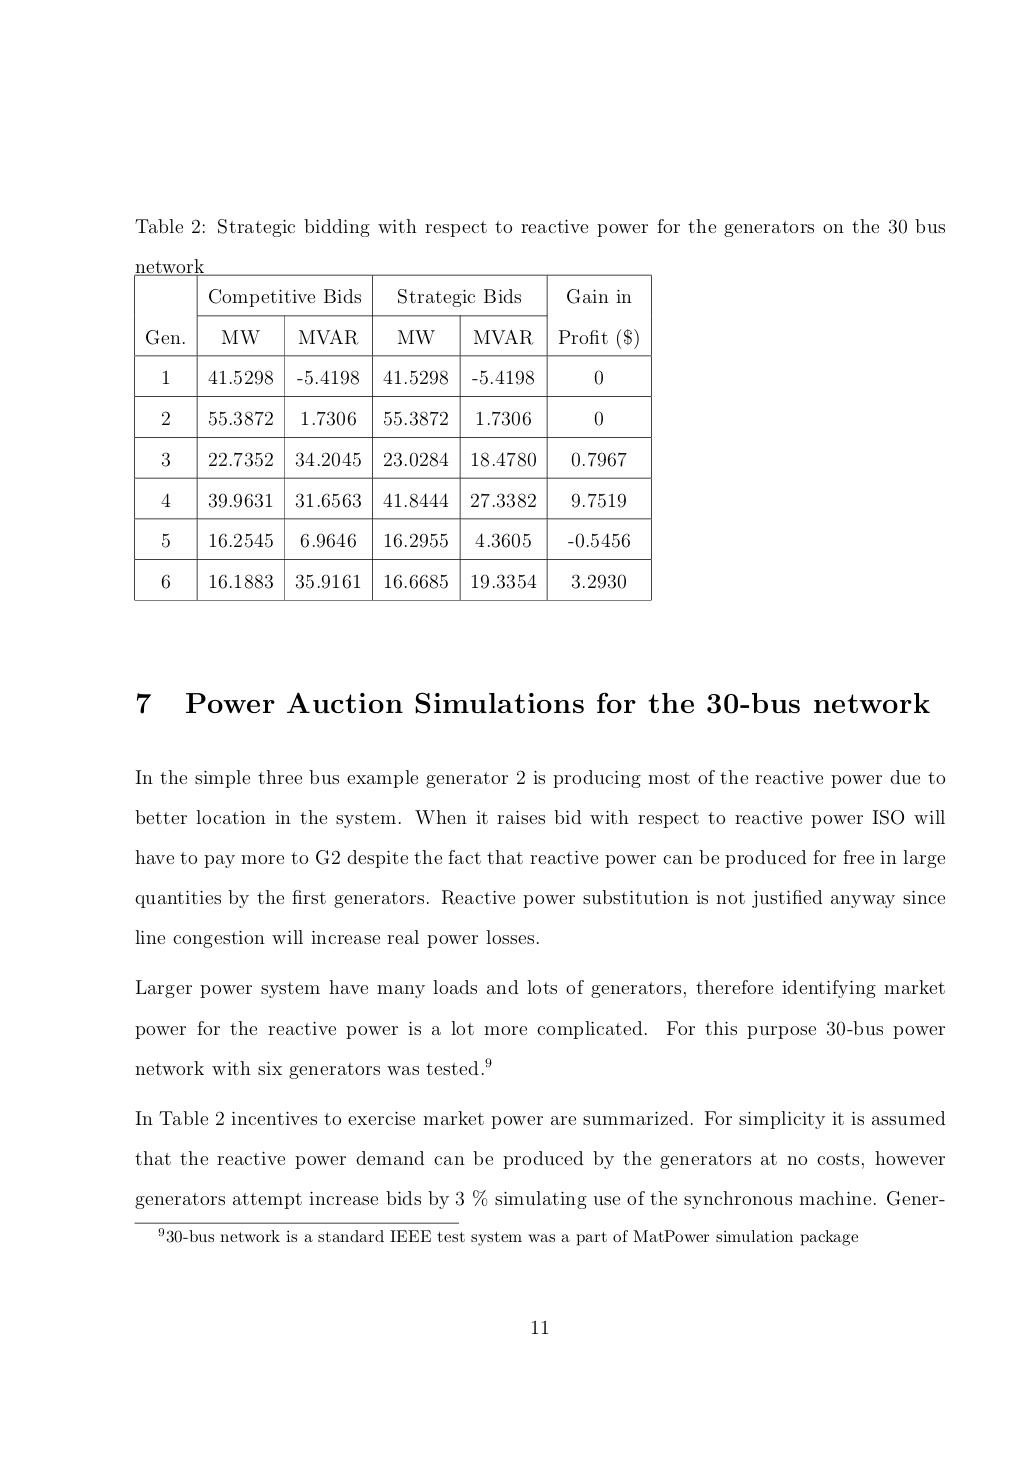 Table 2: Strategic bidding with respect to reactive power for the generators on the 30 bus
network
Competitive Bids Strategic Bids Gain in
Gen. MW MVAR MW MVAR Profit ($)
1 41.5298 -5.4198 41.5298 -5.4198 0
2 55.3872 1.7306 55.3872 1.7306 0
3 22.7352 34.2045 23.0284 18.4780 0.7967
4 39.9631 31.6563 41.8444 27.3382 9.7519
5 16.2545 6.9646 16.2955 4.3605 -0.5456
6 16.1883 35.9161 16.6685 19.3354 3.2930
7 Power Auction Simulations for the 30-bus network
In the simple three bus example generator 2 is producing most of the reactive power due to
better location in the system. When it raises bid with respect to reactive power ISO will
have to pay more to G2 despite the fact that reactive power can be produced for free in large
quantities by the first generators. Reactive power substitution is not justified anyway since
line congestion will increase real power losses.
Larger power system have many loads and lots of generators, therefore identifying market
power for the reactive power is a lot more complicated. For this purpose 30-bus power
network with six generators was tested.9
In Table 2 incentives to exercise market power are summarized. For simplicity it is assumed
that the reactive power demand can be produced by the generators at no costs, however
generators attempt increase bids by 3 % simulating use of the synchronous machine. Gener-
930-bus network is a standard IEEE test system was a part of MatPower simulation package
11